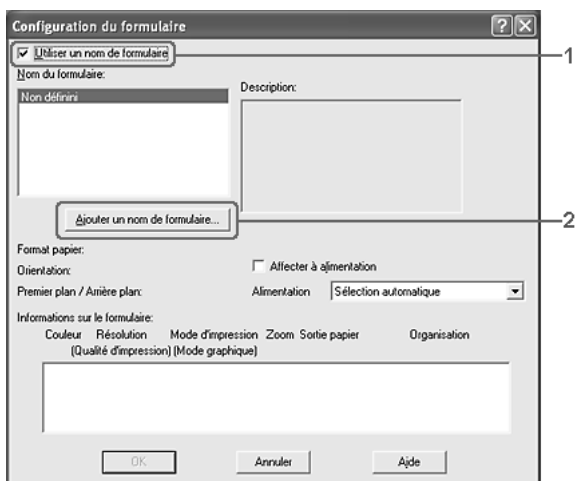 Configuration du formulaire
Utiliser un nom de formulaire
1
Nom du formulaire:
Description:
Non définini
Ajouter un nom de formulaire...
2
Format papier:
Orientation:
Affecter à alimentation
Premier plan / Arrière plan:
Alimentation
Sélection automatique
Informations sur le formulaire:
Couleur Résolution Mode d'impression Zoom Sortie papier Organisation
(Qualité d'impression) (Mode graphique)
OK
Annuler
Aide